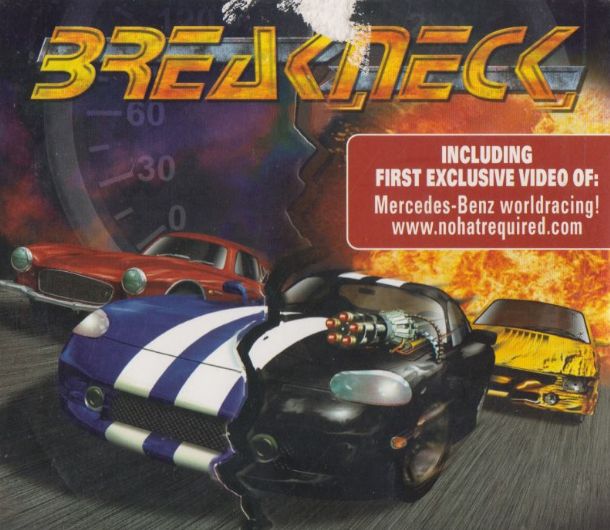 BREAKNECK
60
30
0
INCLUDING
FIRST EXCLUSIVE VIDEO OF:
Mercedes-Benz worldracing!
www.nohatrequired.com